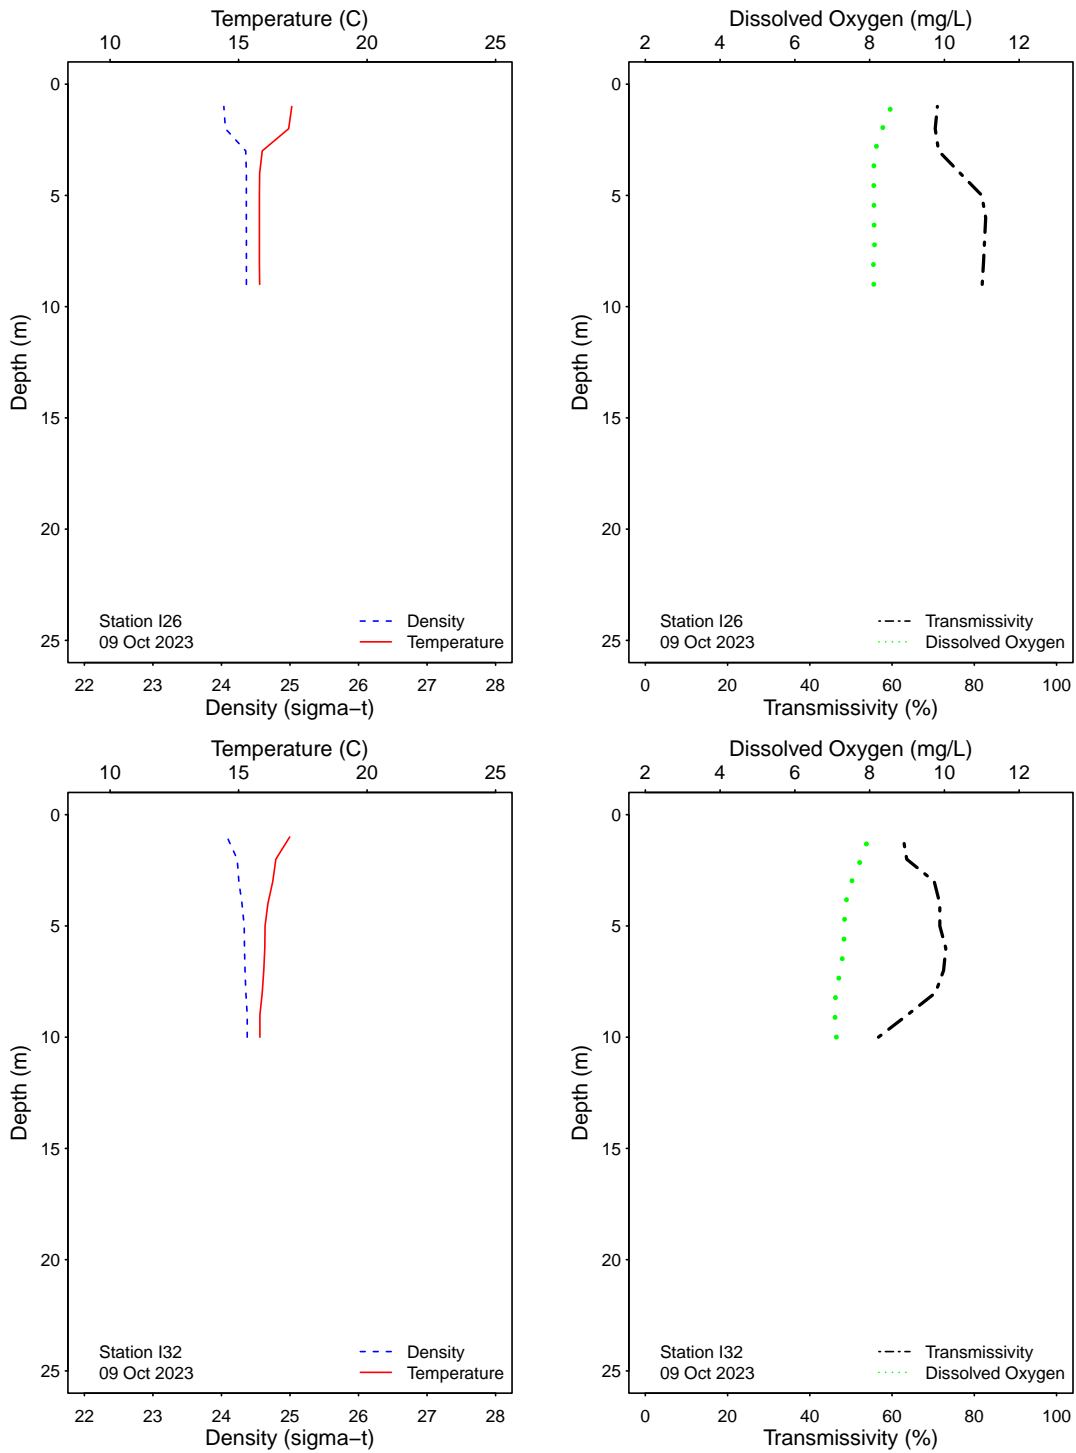 Temperature (C)
10 15 20 25
Depth (m)
0
5
10
15
20
25
Station I26
09 Oct 2023
Density
Temperature
22 23 24 25 26 27 28
Density (sigma−t)
Dissolved Oxygen (mg/L)
2 4 6 8 10 12
Depth (m)
0
5
10
15
20
25
Station I26
09 Oct 2023
Transmissivity
Dissolved Oxygen
0 20 40 60 80 100
Transmissivity (%)
Temperature (C)
10 15 20 25
Depth (m)
0
5
10
15
20
25
Station I32
09 Oct 2023
Density
Temperature
22 23 24 25 26 27 28
Density (sigma−t)
Dissolved Oxygen (mg/L)
2 4 6 8 10 12
Depth (m)
0
5
10
15
20
25
Station I32
09 Oct 2023
Transmissivity
Dissolved Oxygen
0 20 40 60 80 100
Transmissivity (%)